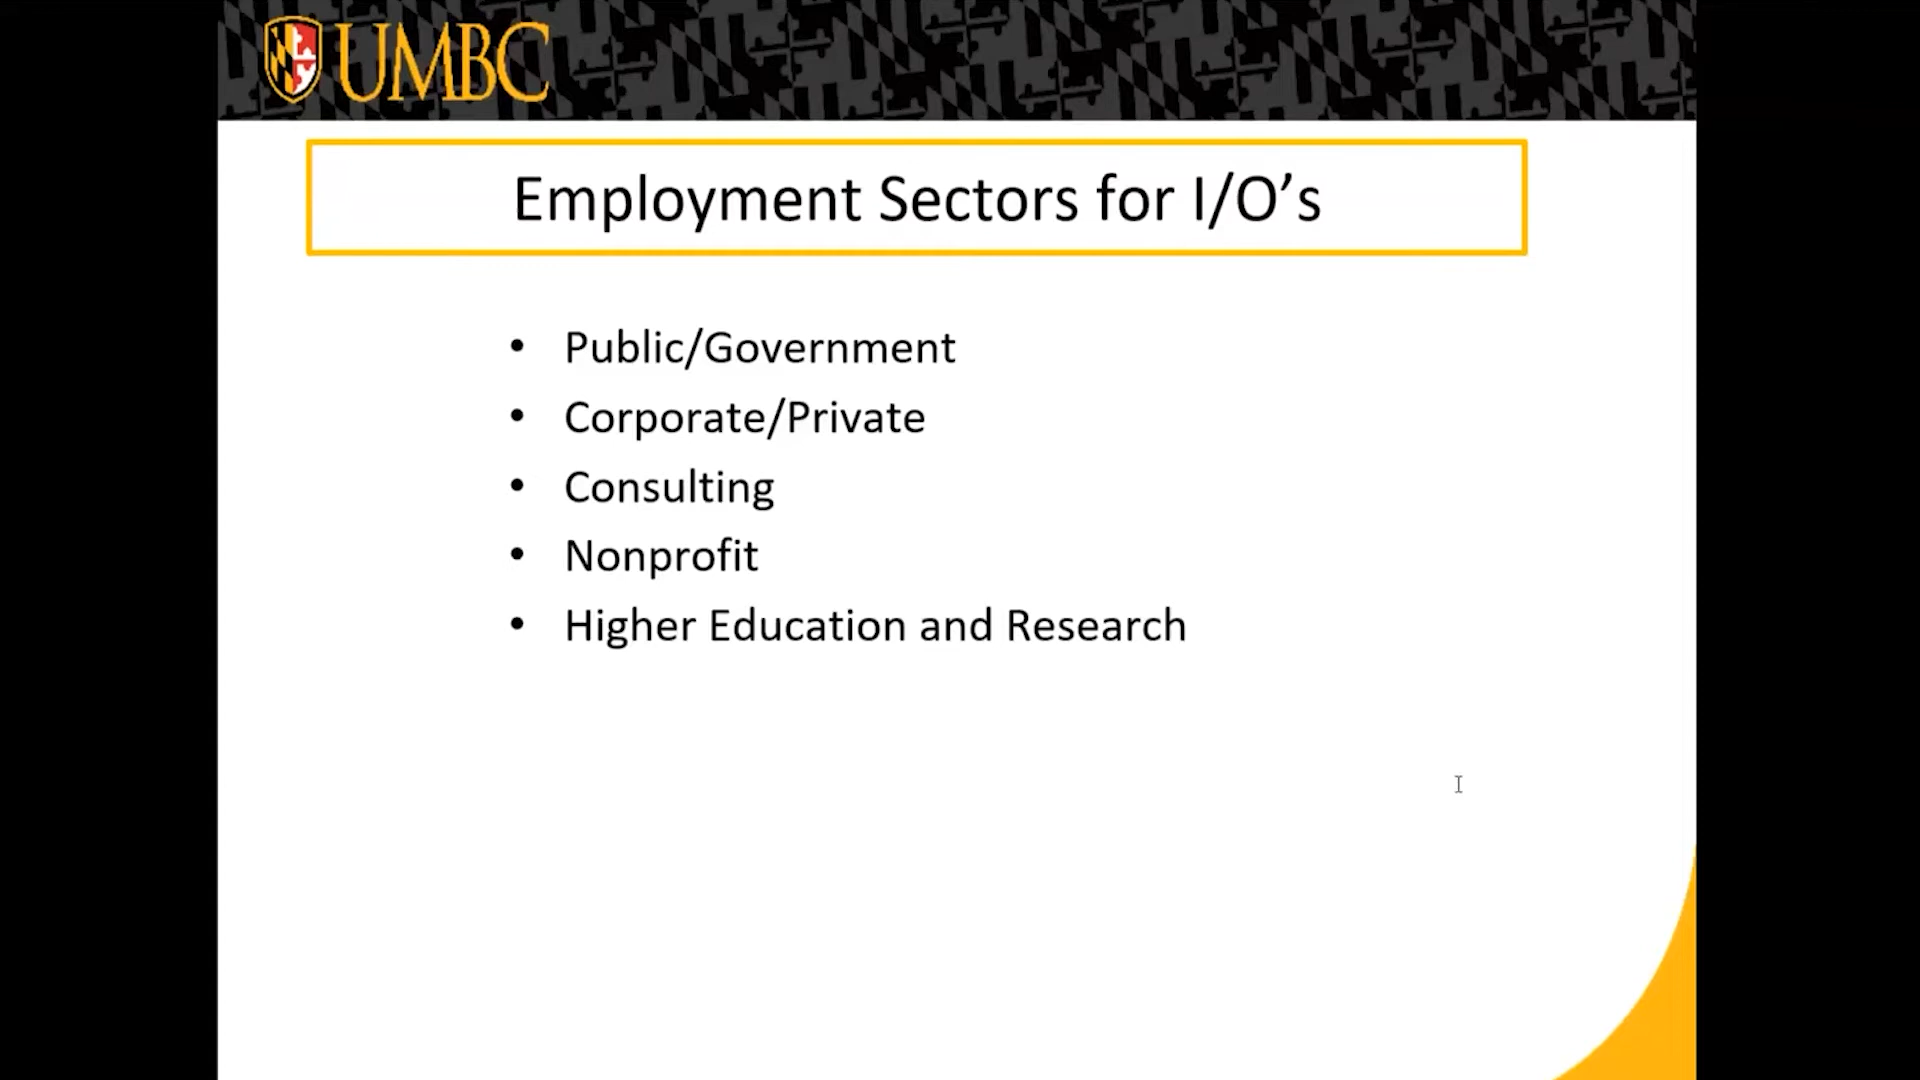 UMBC
Employment Sectors for I/O’s
• Public/Government
• Corporate/Private
• Consulting
• Nonprofit
• Higher Education and Research